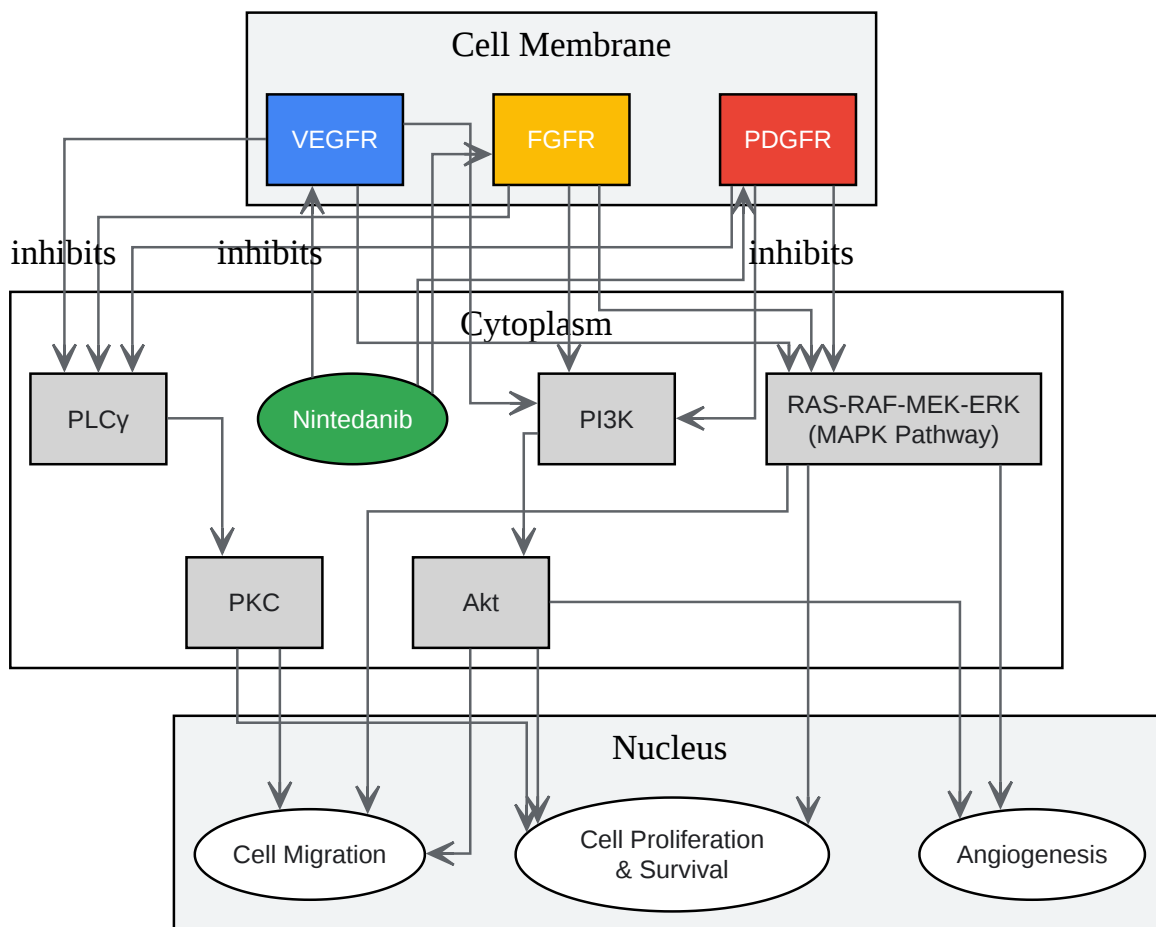 Cell Membrane
VEGFR
FGFR
PDGFR
inhibits
inhibits
inhibits
Cytoplasm
PLCγ
Nintedanib
PI3K
RAS-RAF-MEK-ERK
(MAPK Pathway)
PKC
Akt
Nucleus
Cell Migration
Cell Proliferation
& Survival
Angiogenesis